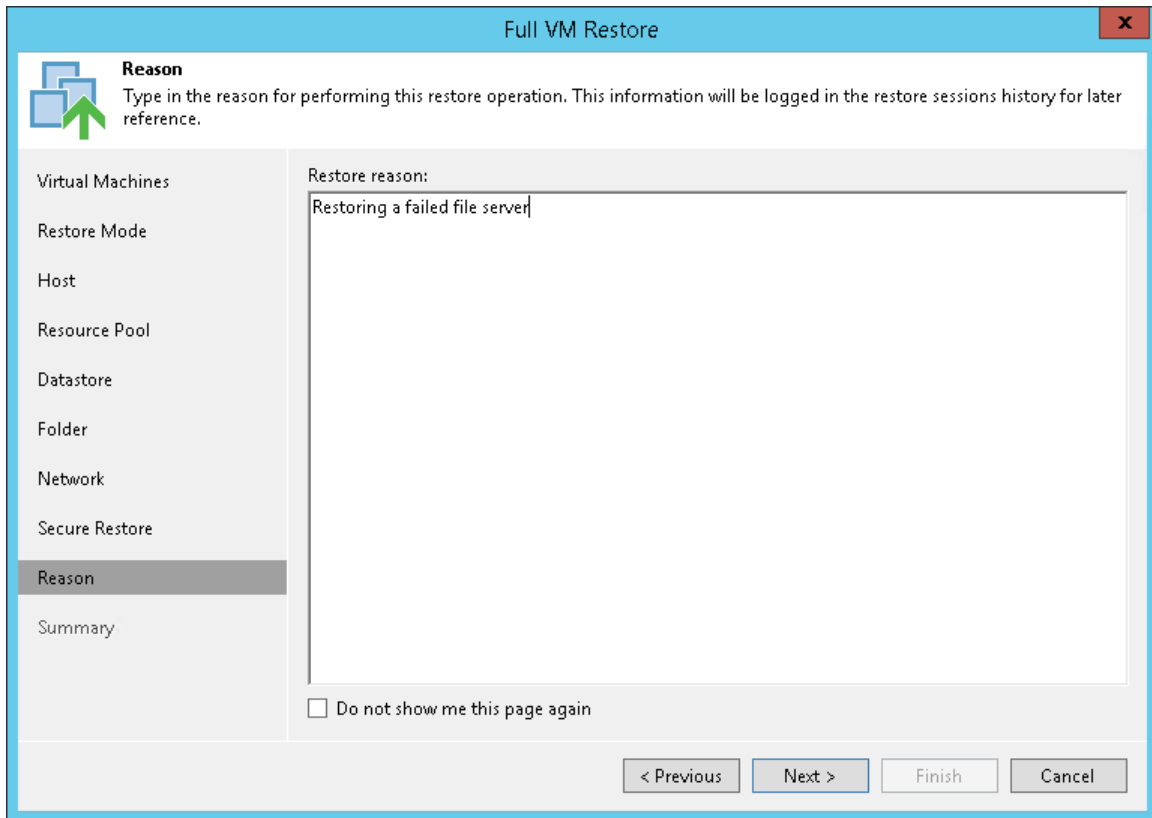 Full VM Restore
x
Reason
Type in the reason for performing this restore operation. This information will be logged in the restore sessions history for later
reference.
Virtual Machines
Restore Mode
Host
Resource Pool
Datastore
Folder
Network
Secure Restore
Reason
Summary
Restore reason:
Restoring a failed file server
Do not show me this page again
< Previous
Next >
Finish
Cancel